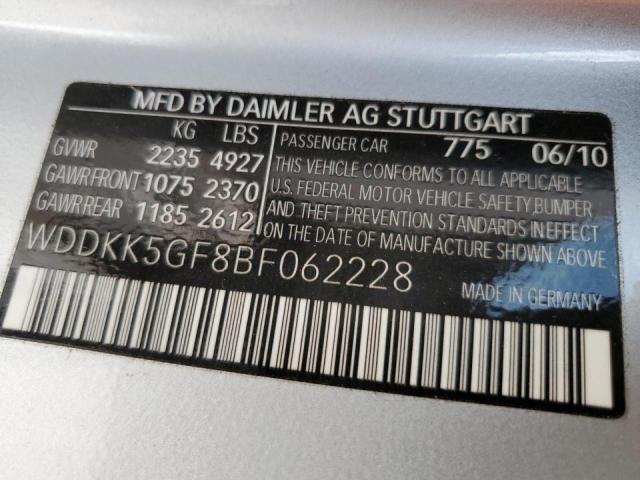 MFD BY DAIMLER AG STUTTGART
KG LBS
GVWR 2235 4927
GAWR FRONT 1075 2370
GAWR REAR 1185 2612
PASSENGER CAR 775 06/10
THIS VEHICLE CONFORMS TO ALL APPLICABLE
U.S. FEDERAL MOTOR VEHICLE SAFETY, BUMPER
AND THEFT PREVENTION STANDARDS IN EFFECT
ON THE DATE OF MANUFACTURE SHOWN ABOVE
WDDKK5GF8BF062228
MADE IN GERMANY